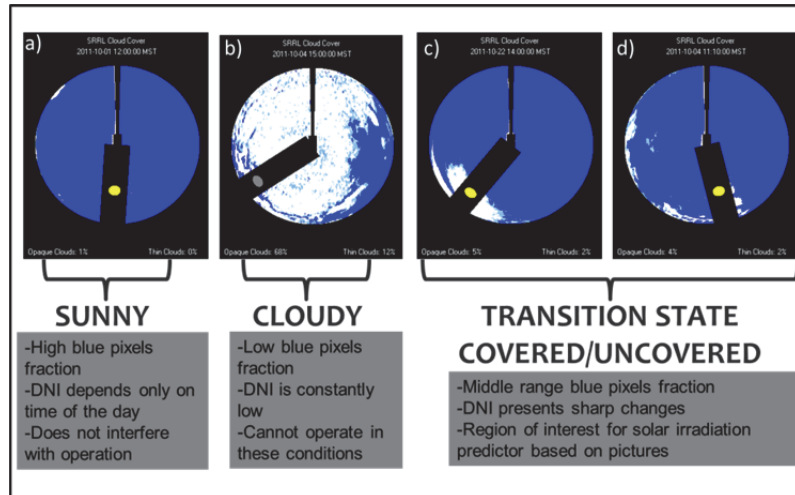 a)
SRRL Cloud Cover
2011-10-01 12:00:00 MST
Opaque Clouds: 1%
Thin Clouds: 0%
b)
SRRL Cloud Cover
2011-10-04 15:00:00 MST
Opaque Clouds: 68%
Thin Clouds: 12%
c)
SRRL Cloud Cover
2011-10-22 14:00:00 MST
Opaque Clouds: 5%
Thin Clouds: 2%
d)
SRRL Cloud Cover
2011-10-04 11:10:00 MST
Opaque Clouds: 4%
Thin Clouds: 2%
SUNNY
-High blue pixels
fraction
-DNI depends only on
time of the day
-Does not interfere
with operation
CLOUDY
-Low blue pixels
fraction
-DNI is constantly
low
-Cannot operate in
these conditions
TRANSITION STATE
COVERED/UNCOVERED
-Middle range blue pixels fraction
-DNI presents sharp changes
-Region of interest for solar irradiation
predictor based on pictures